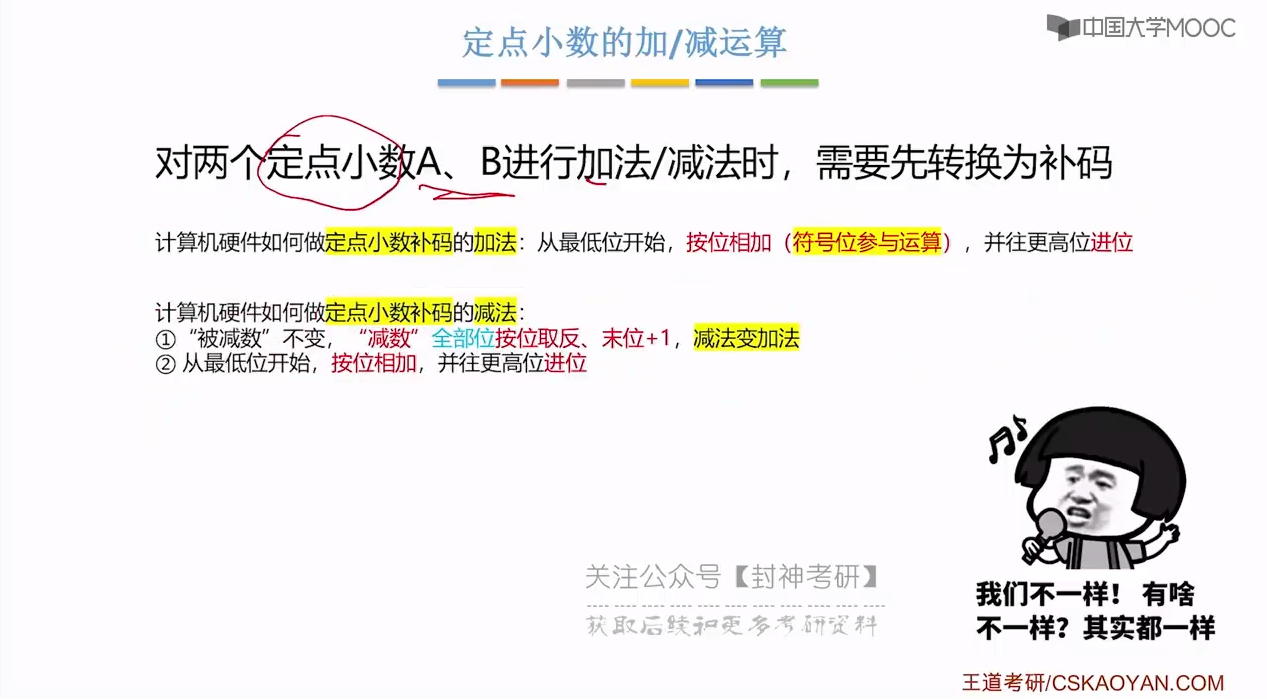 定点小数的加/减运算
中国大学MOOC
对两个定点小数A、B进行加法/减法时，需要先转换为补码
计算机硬件如何做定点小数补码的加法：从最低位开始，按位相加（符号位参与运算），并往更高位进位
计算机硬件如何做定点小数补码的减法：
①“被减数”不变，“减数”全部位按位取反、末位+1，减法变加法
② 从最低位开始，按位相加，并往更高位进位
关注公众号【封神考研】
获取后续和更多考研资料
我们不一样！有啥
不一样？其实都一样
王道考研/CSKAOYAN.COM